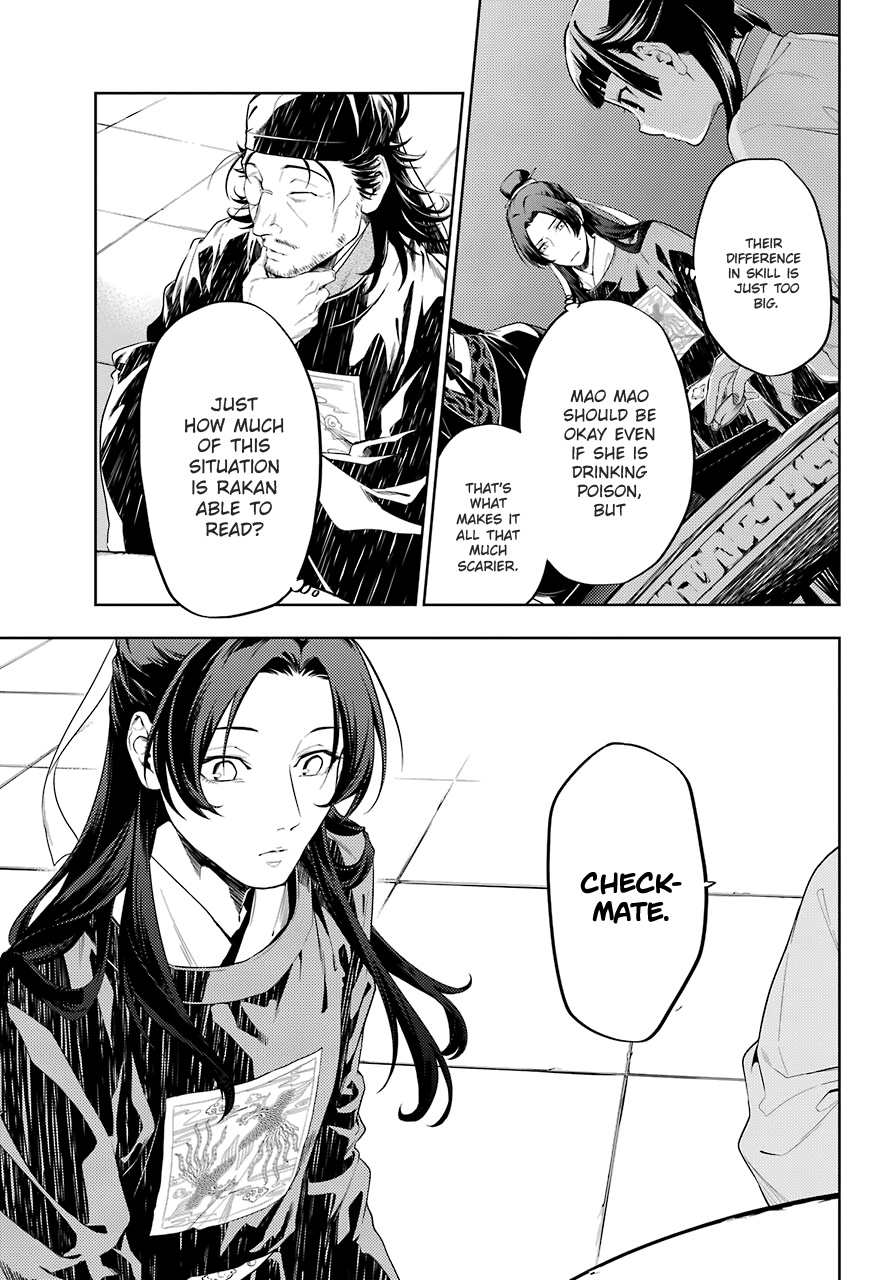 THEIR
DIFFERENCE
IN SKILL IS
JUST TOO
BIG.
MAO MAO
SHOULD BE
OKAY EVEN
IF SHE IS
DRINKING
POISON,
BUT
THAT'S
WHAT
MAKES IT
ALL THAT
MUCH
SCARIER.
JUST
HOW MUCH
OF THIS
SITUATION
IS RAKAN
ABLE TO
READ?
CHECK-
MATE.